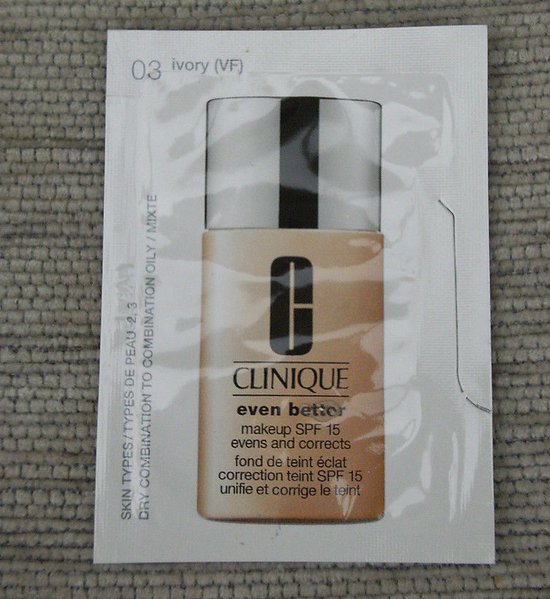 03 ivory (VF)
SKIN TYPES/TYPES DE PEAU 2, 3
DRY COMBINATION TO COMBINATION OILY / MIXTE
CLINIQUE
even better
makeup SPF 15
evens and corrects
fond de teint éclat
correction teint SPF 15
unifie et corrige le teint